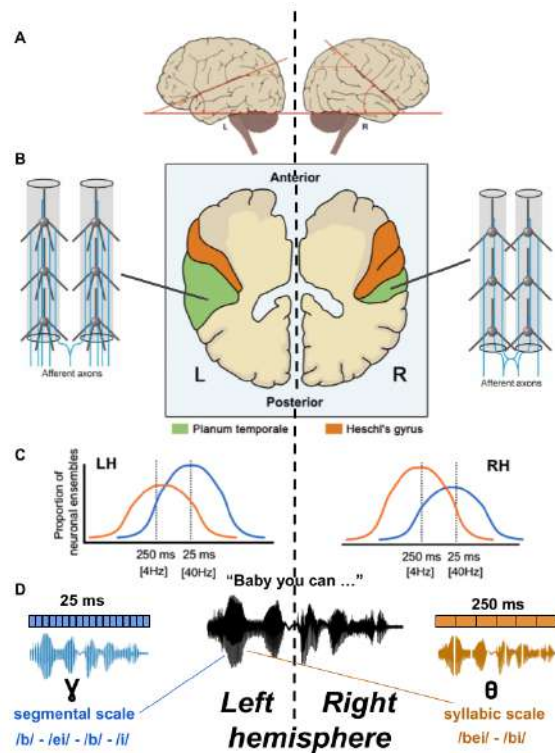 A
L R
B
Anterior
Afferent axons
Afferent axons
L R
Posterior
Planum temporale Heschl's gyrus
C
Proportion of
neuronal ensembles
LH
RH
250 ms 25 ms
[4Hz] [40Hz]
250 ms 25 ms
[4Hz] [40Hz]
"Baby you can ..."
D
25 ms
250 ms
Ɣ
θ
segmental scale
/b/ - /ei/ - /b/ - /i/
Left Right
hemisphere
syllabic scale
/bei/ - /bi/